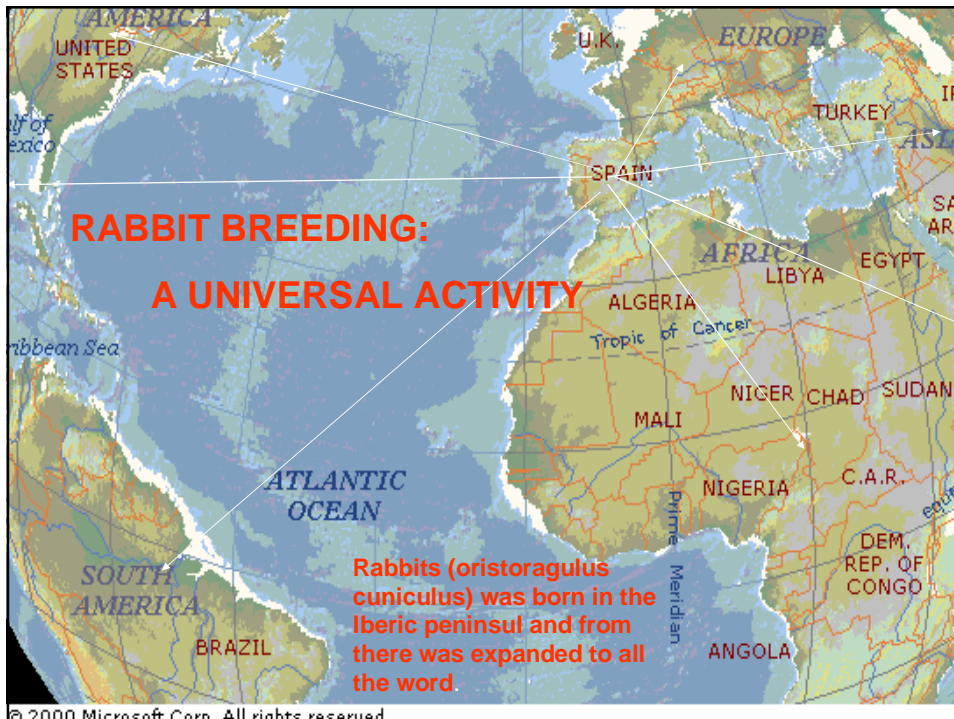 AMERICA
UNITED
STATES
U.K.
EUROPE
TURKEY
ASI
SPAIN
RABBIT BREEDING:
A UNIVERSAL ACTIVITY
AFRICA
LIBYA
EGYPT
ALGERIA
Tropic of Cancer
NIGER
CHAD
SUDAN
MALI
ATLANTIC
OCEAN
NIGERIA
C.A.R.
Prime Meridian
DEM.
REP. OF
CONGO
SOUTH
AMERICA
BRAZIL
ANGOLA
Rabbits (oristoragulus
cuniculus) was born in the
Iberic peninsul and from
there was expanded to all
the word.
© 2000 Microsoft Corp. All rights reserved